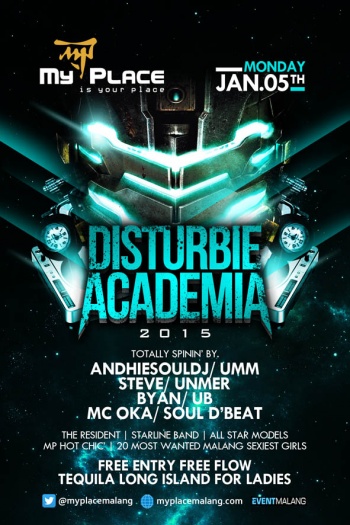 My Place
is your place
MONDAY
JAN.05TH
DISTURBIE
ACADEMIA
2015
TOTALLY SPININ' BY.
ANDHIESOULDJ/ UMM
STEVE/ UNMER
BYAN/ UB
MC OKA/ SOUL D'BEAT
THE RESIDENT | STARLINE BAND | ALL STAR MODELS
MP HOT CHIC' | 20 MOST WANTED MALANG SEXIEST GIRLS
FREE ENTRY FREE FLOW
TEQUILA LONG ISLAND FOR LADIES
@myplacemalang . myplacemalang.com EVENTMALANG